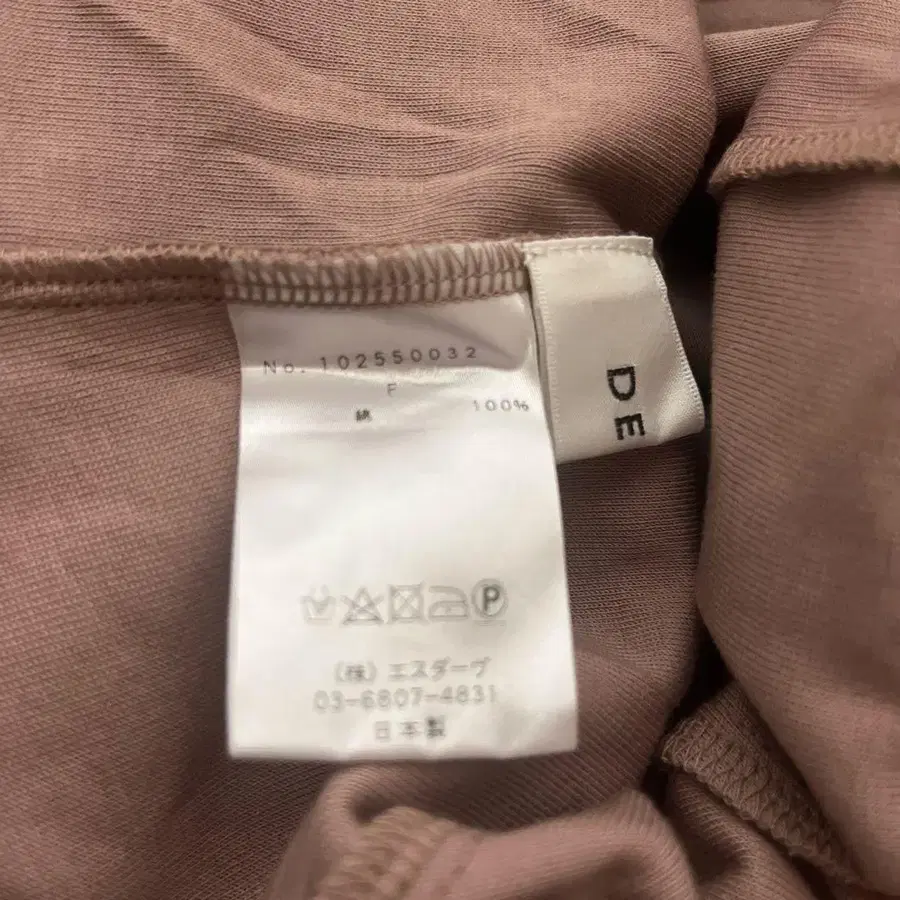 No. 102550032
F
綿 100%
P
(株) エスダーヴ
03-6807-4831
日本製
DE